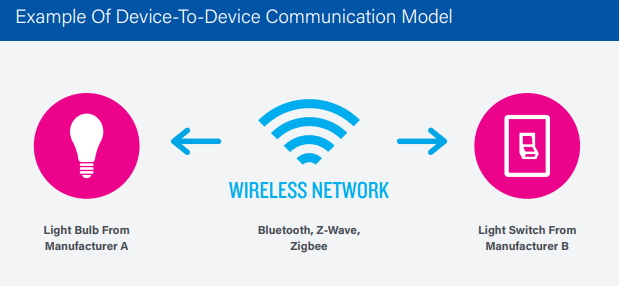 Example Of Device-To-Device Communication Model
WIRELESS NETWORK
Light Bulb From
Manufacturer A
Bluetooth, Z-Wave,
Zigbee
Light Switch From
Manufacturer B